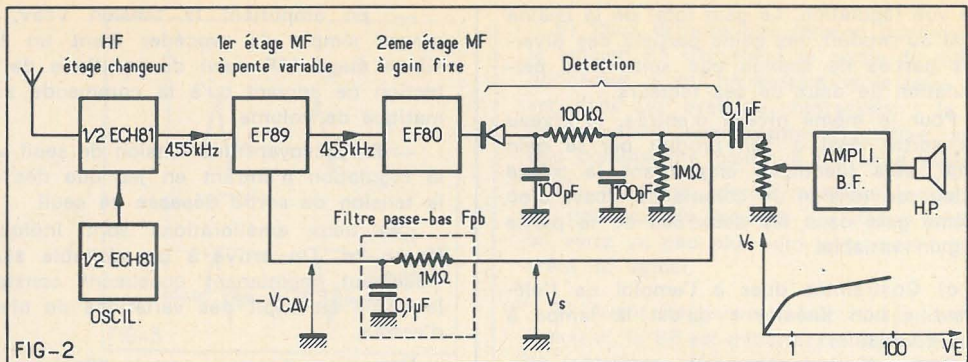 HF
étage changeur
1er étage MF
à pente variable
2eme étage MF
à gain fixe
Detection
1/2 ECH81
455kHz
EF89
455kHz
EF80
100kΩ
100pF
100pF
1MΩ
0,1µF
AMPLI.
B.F.
H.P.
1/2 ECH81
OSCIL.
Filtre passe-bas Fpb
1MΩ
0,1µF
-VCAV
Vs
Vs
1
100
VE
FIG-2